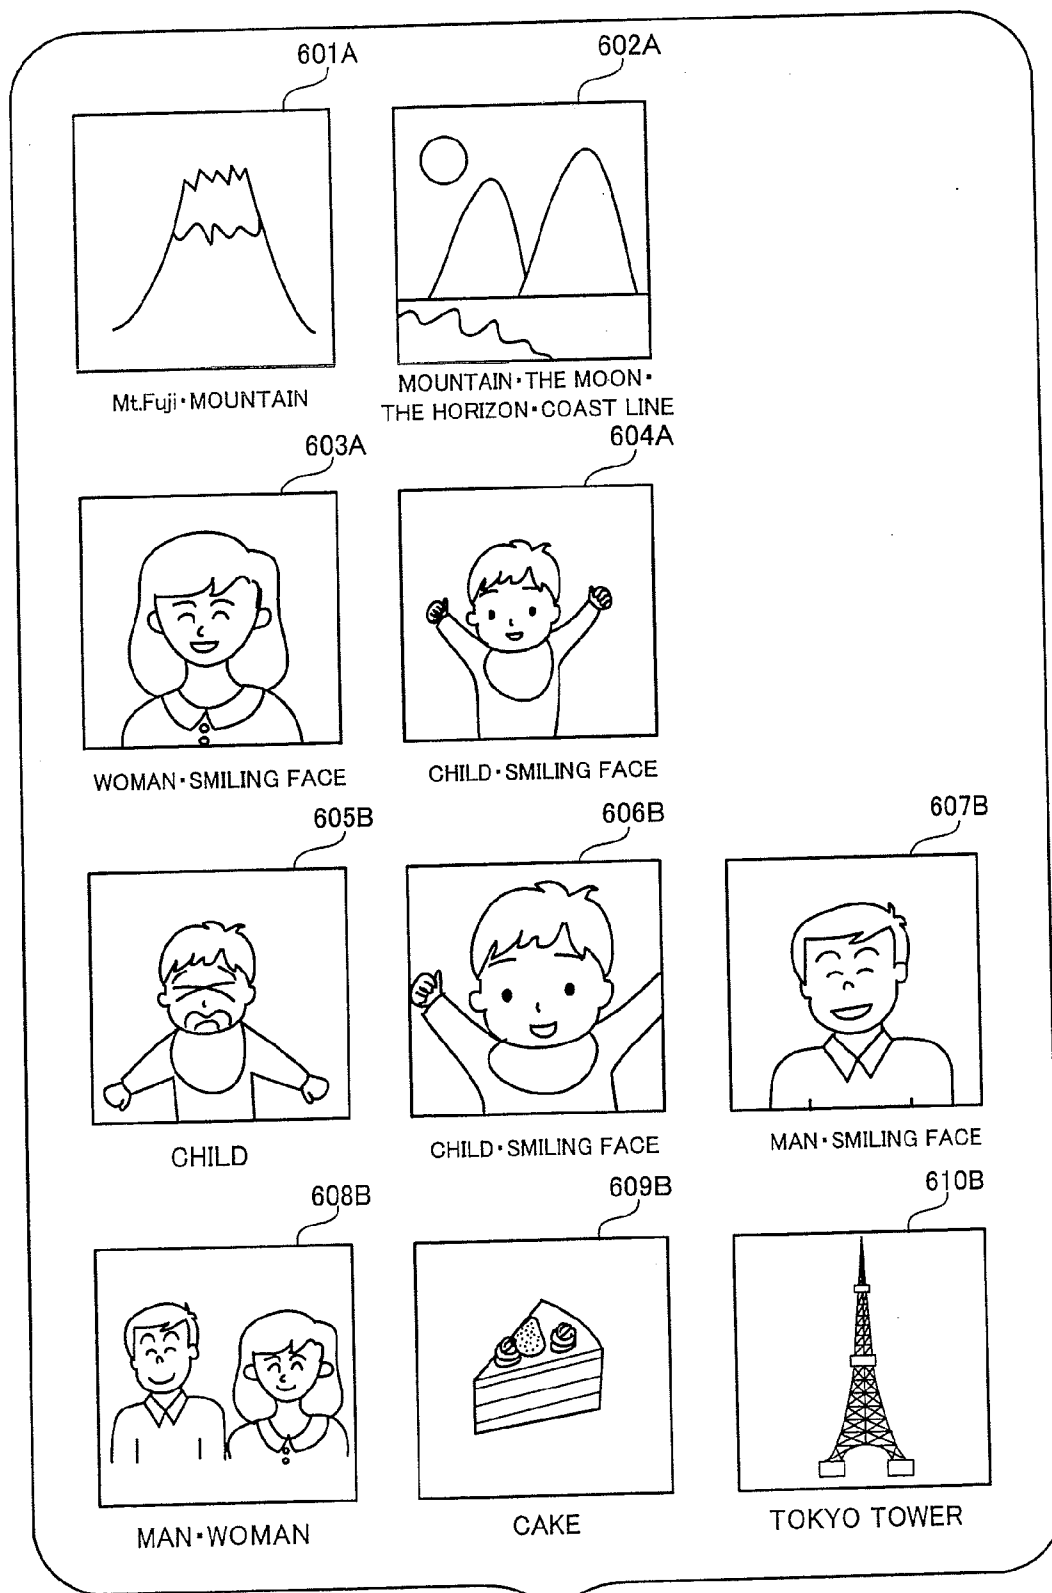 601A
602A
Mt.Fuji・MOUNTAIN
MOUNTAIN・THE MOON・
THE HORIZON・COAST LINE
603A
604A
WOMAN・SMILING FACE
CHILD・SMILING FACE
605B
606B
607B
CHILD
CHILD・SMILING FACE
MAN・SMILING FACE
608B
609B
610B
MAN・WOMAN
CAKE
TOKYO TOWER